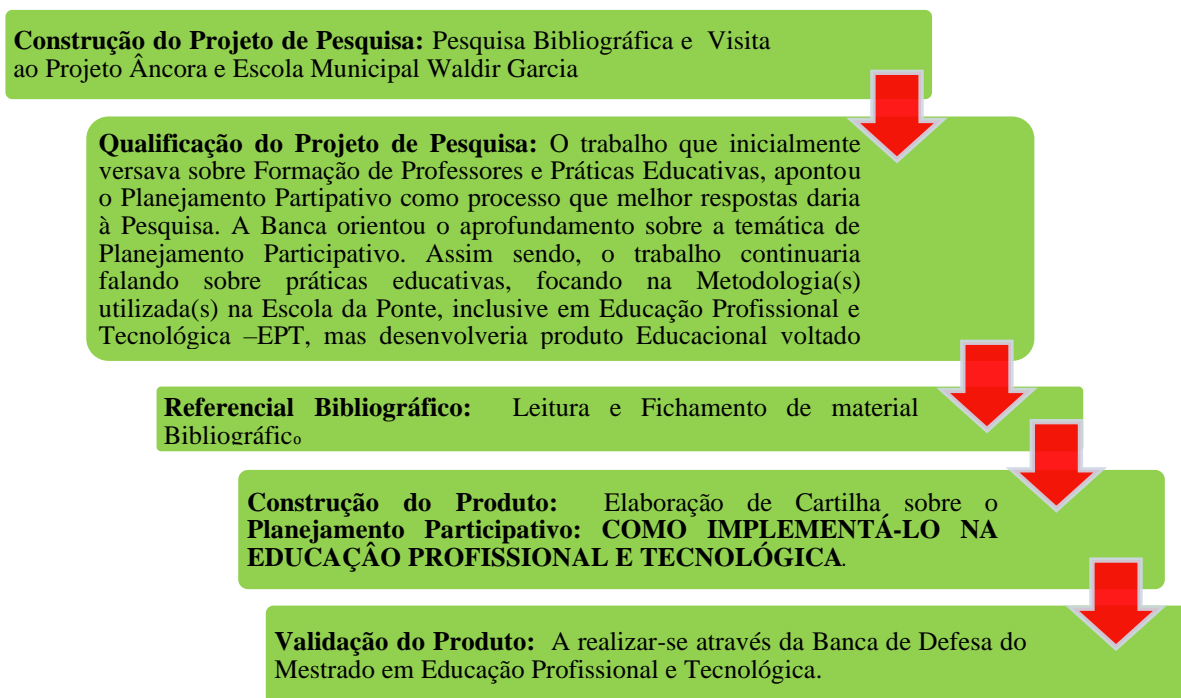 Construção do Projeto de Pesquisa: Pesquisa Bibliográfica e Visita
ao Projeto Âncora e Escola Municipal Waldir Garcia
Qualificação do Projeto de Pesquisa: O trabalho que inicialmente
versava sobre Formação de Professores e Práticas Educativas, apontou
o Planejamento Partipativo como processo que melhor respostas daria
à Pesquisa. A Banca orientou o aprofundamento sobre a temática de
Planejamento Participativo. Assim sendo, o trabalho continuaria
falando sobre práticas educativas, focando na Metodologia(s)
utilizada(s) na Escola da Ponte, inclusive em Educação Profissional e
Tecnológica –EPT, mas desenvolveria produto Educacional voltado
Referencial Bibliográfico: Leitura e Fichamento de material
Bibliográfico
Construção do Produto: Elaboração de Cartilha sobre o
Planejamento Participativo: COMO IMPLEMENTÁ-LO NA
EDUCAÇÂO PROFISSIONAL E TECNOLÓGICA.
Validação do Produto: A realizar-se através da Banca de Defesa do
Mestrado em Educação Profissional e Tecnológica.